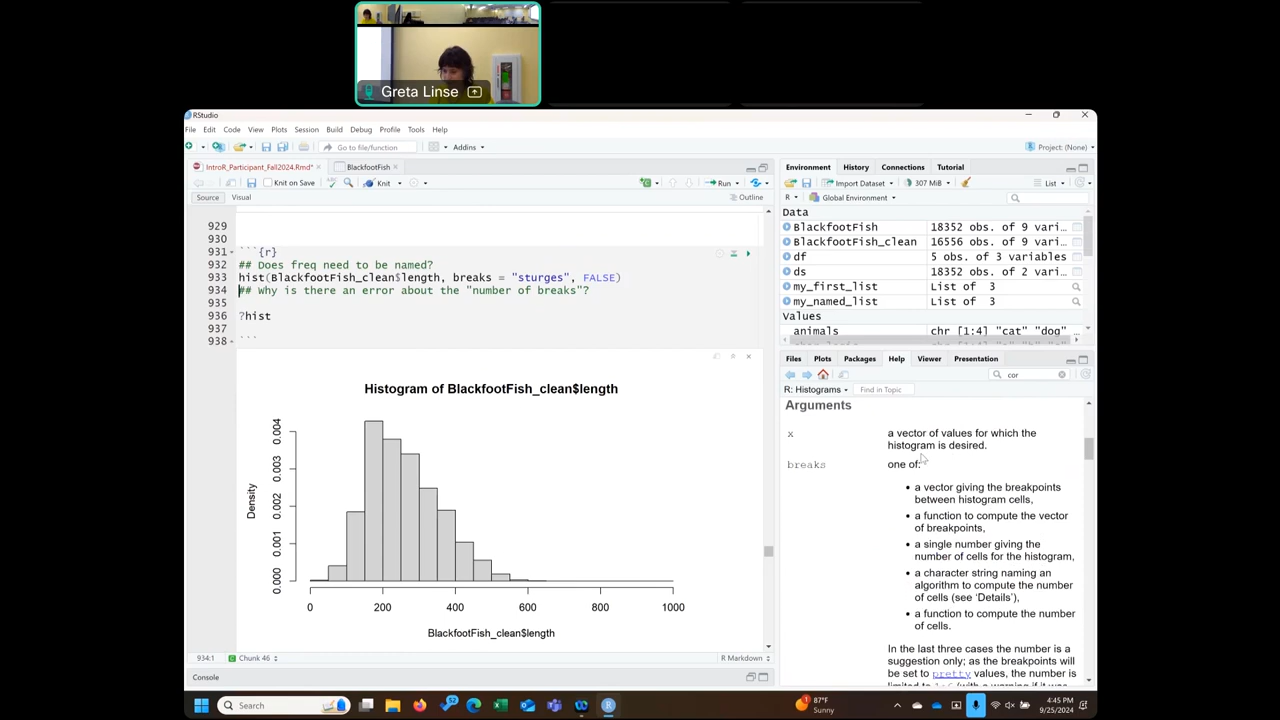 Greta Linse
RStudio
File Edit Code View Plots Session Build Debug Profile Tools Help
Go to file/function Addins Project: (None)
IntroR_Participant_Fall2024.Rmd* BlackfootFish
Knit on Save Knit Run
Source Visual Outline
929
930
931 ```{r}
932 ## Does freq need to be named?
933 hist(BlackfootFish_clean$length, breaks = "sturges", FALSE)
934 ## Why is there an error about the "number of breaks"?
935
936 ?hist
937
938 ```
Histogram of BlackfootFish_clean$length
Density
0.004
0.003
0.002
0.001
0.000
0 200 400 600 800 1000
BlackfootFish_clean$length
934:1 Chunk 46 R Markdown
Console
Environment History Connections Tutorial
Import Dataset 307 MiB List
R Global Environment
Data
BlackfootFish 18352 obs. of 9 vari…
BlackfootFish_clean 16556 obs. of 9 vari…
df 5 obs. of 3 variables
ds 18352 obs. of 2 vari…
my_first_list List of 3
my_named_list List of 3
Values
animals chr [1:4] "cat" "dog"
Files Plots Packages Help Viewer Presentation
cor
R: Histograms Find in Topic
Arguments
x a vector of values for which the
histogram is desired.
breaks one of:
• a vector giving the breakpoints
between histogram cells,
• a function to compute the vector
of breakpoints,
• a single number giving the
number of cells for the histogram,
• a character string naming an
algorithm to compute the number
of cells (see ‘Details’),
• a function to compute the number
of cells.
In the last three cases the number is a
suggestion only; as the breakpoints will
be set to pretty values, the number is
Search
87°F
Sunny
4:45 PM
9/25/2024